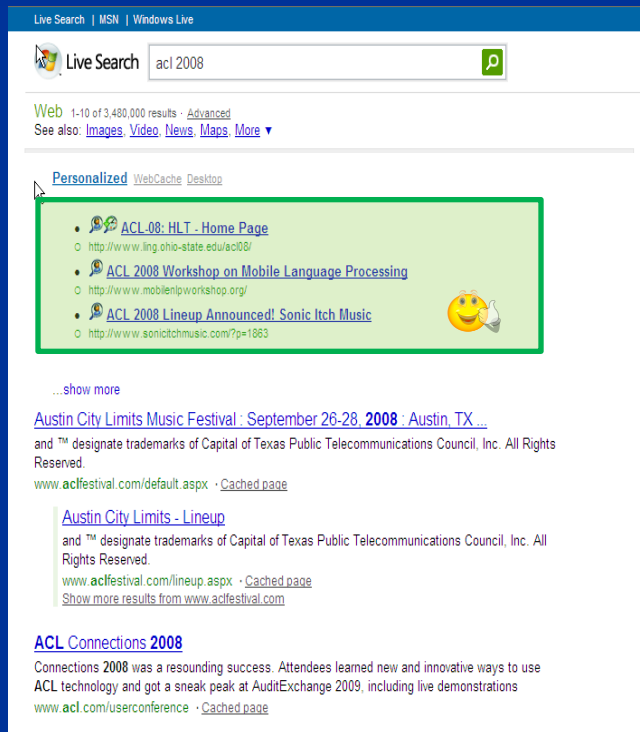 Live Search | MSN | Windows Live
Live Search acl 2008
Web 1-10 of 3,480,000 results · Advanced
See also: Images, Video, News, Maps, More ▼
Personalized WebCache Desktop
• ACL-08: HLT - Home Page
○ http://www.ling.ohio-state.edu/acl08/
• ACL 2008 Workshop on Mobile Language Processing
○ http://www.mobilenlpworkshop.org/
• ACL 2008 Lineup Announced! Sonic Itch Music
○ http://www.sonicitchmusic.com/?p=1863
...show more
Austin City Limits Music Festival : September 26-28, 2008 : Austin, TX ...
and ™ designate trademarks of Capital of Texas Public Telecommunications Council, Inc. All Rights
Reserved.
www.aclfestival.com/default.aspx · Cached page
Austin City Limits - Lineup
and ™ designate trademarks of Capital of Texas Public Telecommunications Council, Inc. All
Rights Reserved.
www.aclfestival.com/lineup.aspx · Cached page
Show more results from www.aclfestival.com
ACL Connections 2008
Connections 2008 was a resounding success. Attendees learned new and innovative ways to use
ACL technology and got a sneak peak at AuditExchange 2009, including live demonstrations
www.acl.com/userconference · Cached page